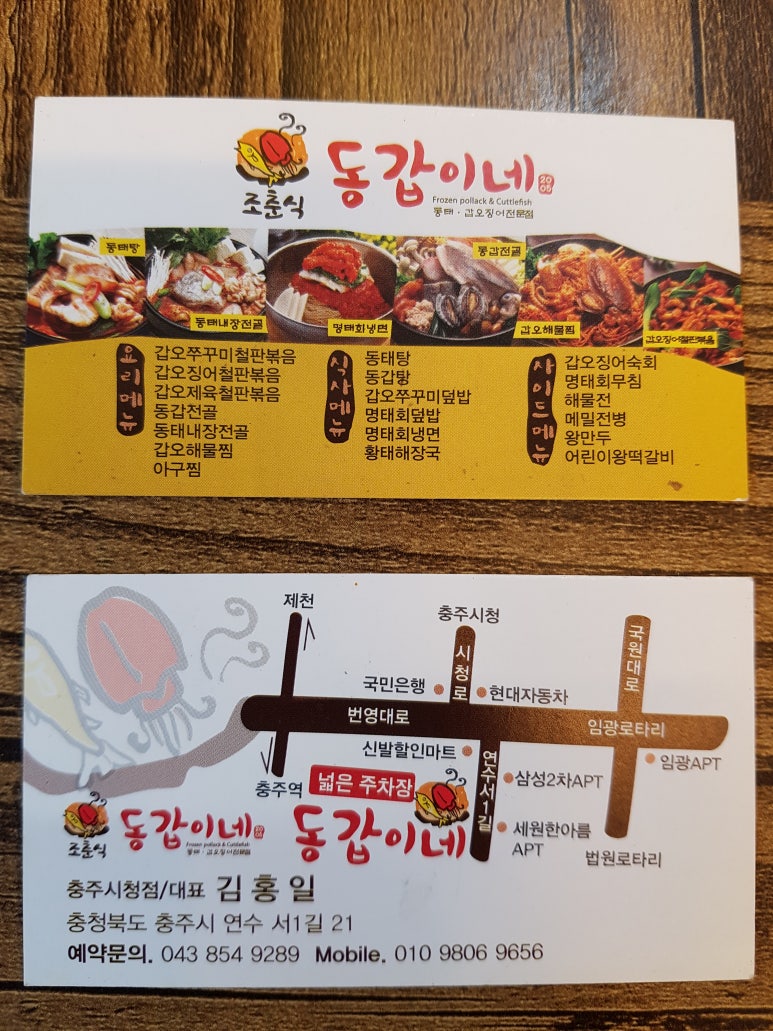 조춘식
동갑이네
2005
Frozen pollack & Cuttlefish
동태 · 갑오징어전문점
동태탕
동태내장전골
명태회냉면
동갑전골
갑오해물찜
갑오징어철판볶음
요리메뉴
갑오쭈꾸미철판볶음
갑오징어철판볶음
갑오제육철판볶음
동갑전골
동태내장전골
갑오해물찜
아구찜
식사메뉴
동태탕
동갑탕
갑오쭈꾸미덮밥
명태회덮밥
명태회냉면
황태해장국
사이드메뉴
갑오징어숙회
명태회무침
해물전
메밀전병
왕만두
어린이왕떡갈비
제천
충주시청
국원대로
시청로
국민은행
현대자동차
번영대로
임광로타리
신발할인마트
연수서1길
임광APT
삼성2차APT
충주역
넓은 주차장
동갑이네
세원한아름
APT
법원로타리
조춘식
동갑이네
2005
Frozen pollack & Cuttlefish
동태 · 갑오징어전문점
충주시청점/대표 김홍일
충청북도 충주시 연수 서1길 21
예약문의. 043 854 9289 Mobile. 010 9806 9656